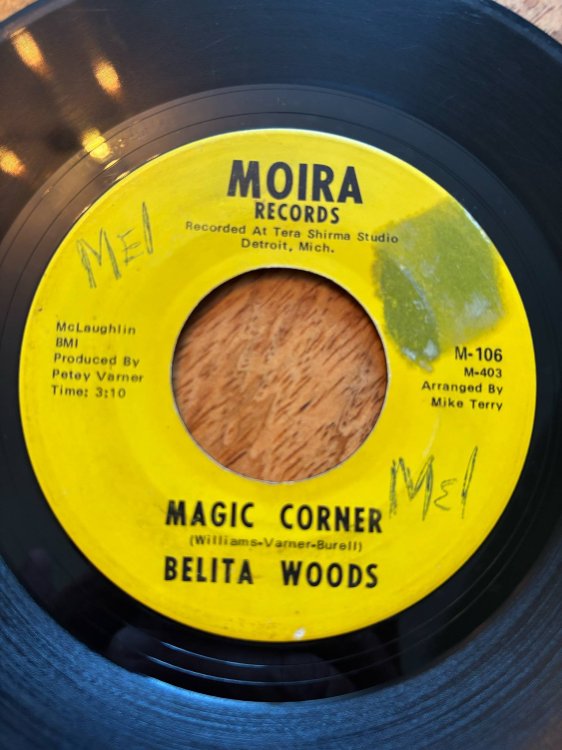 MOIRA
RECORDS
Recorded At Tera Shirma Studio
Detroit, Mich.
MEl
McLaughlin
BMI
Produced By
Petey Varner
Time: 3:10
M-106
M-403
Arranged By
Mike Terry
MEl
MAGIC CORNER
(Williams-Varner-Burell)
BELITA WOODS